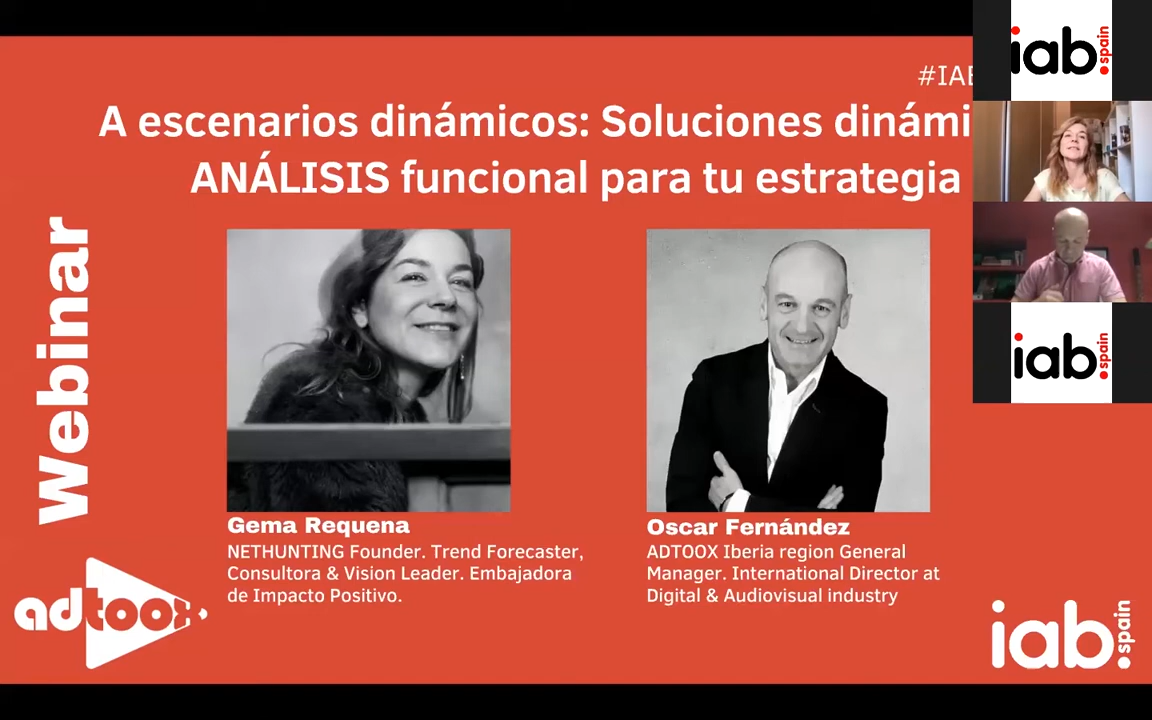 #IAB
A escenarios dinámicos: Soluciones dinámi
ANÁLISIS funcional para tu estrategia
Webinar
Gema Requena
NETHUNTING Founder. Trend Forecaster,
Consultora & Vision Leader. Embajadora
de Impacto Positivo.
Oscar Fernández
ADTOOX Iberia region General
Manager. International Director at
Digital & Audiovisual industry
adtoox
iab.spain
iab.spain
iab.spain